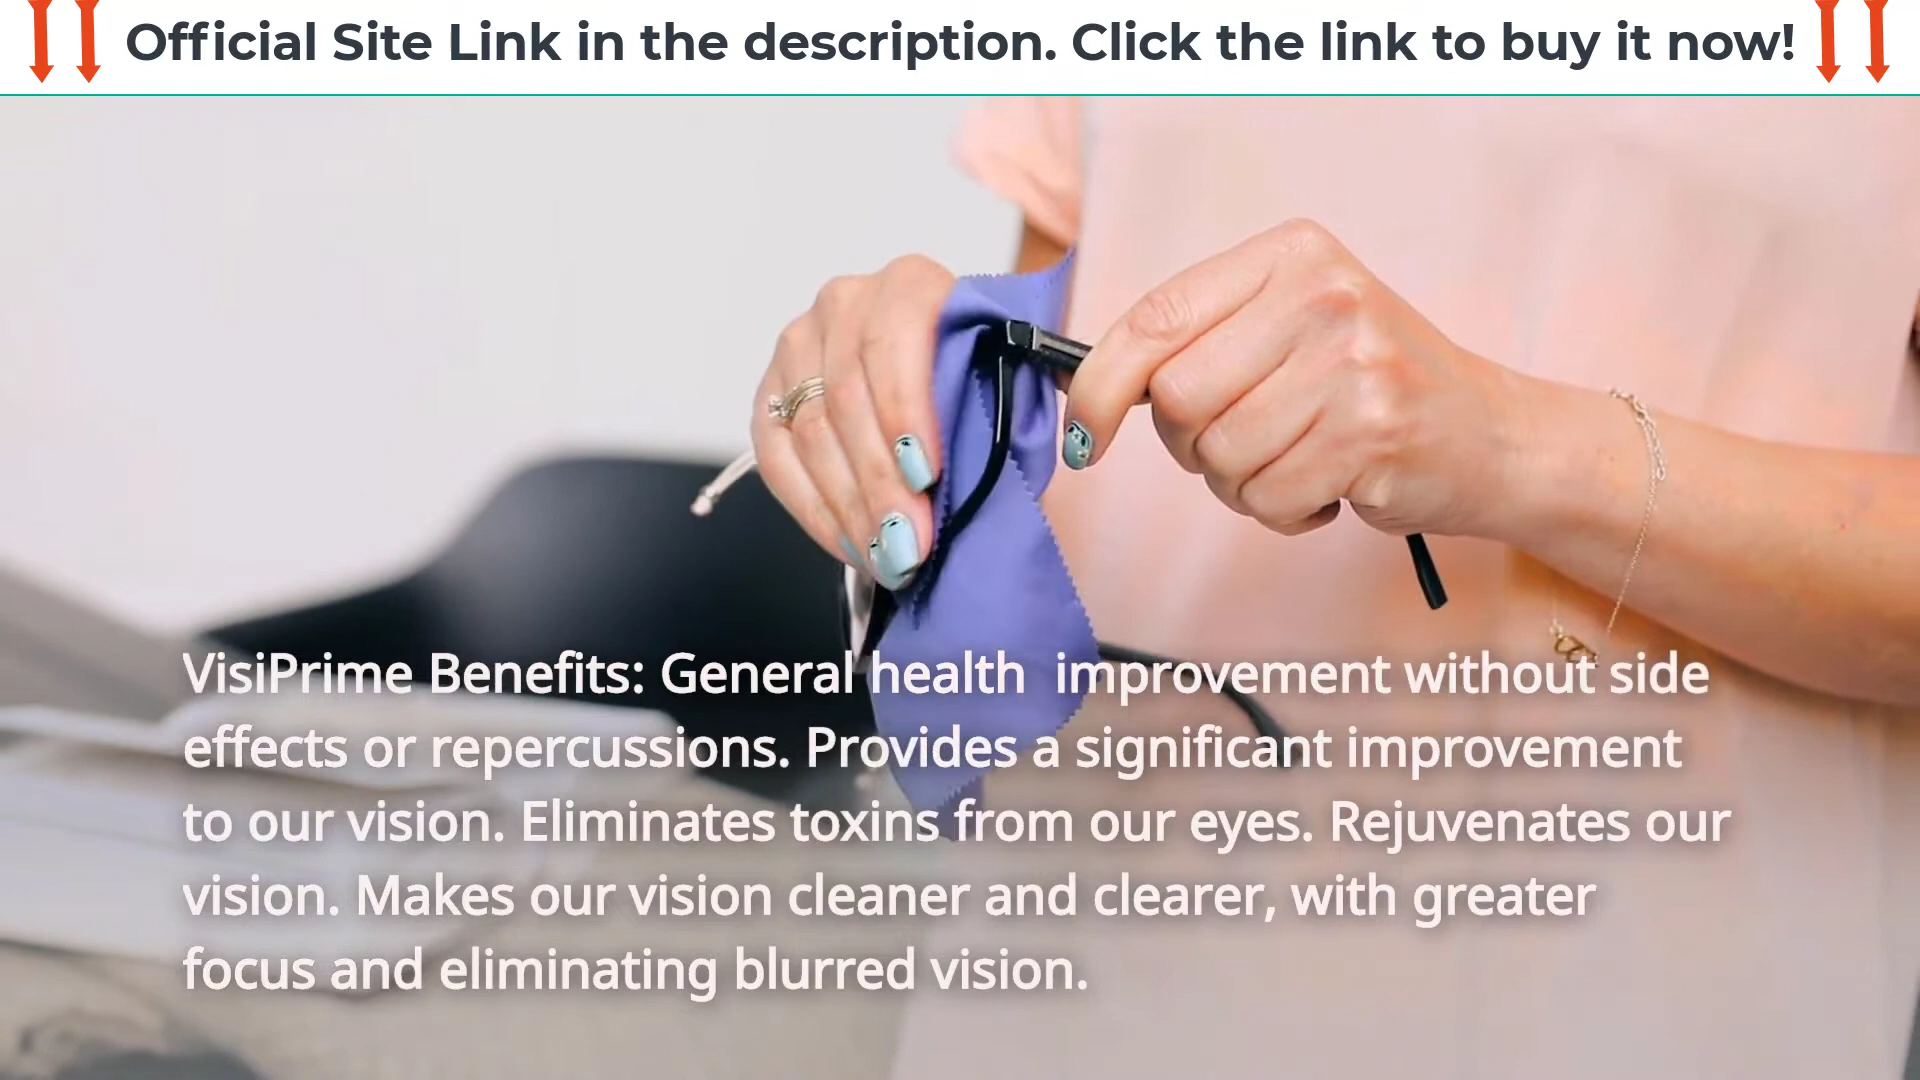 Official Site Link in the description. Click the link to buy it now!
VisiPrime Benefits: General health improvement without side
effects or repercussions. Provides a significant improvement
to our vision. Eliminates toxins from our eyes. Rejuvenates our
vision. Makes our vision cleaner and clearer, with greater
focus and eliminating blurred vision.